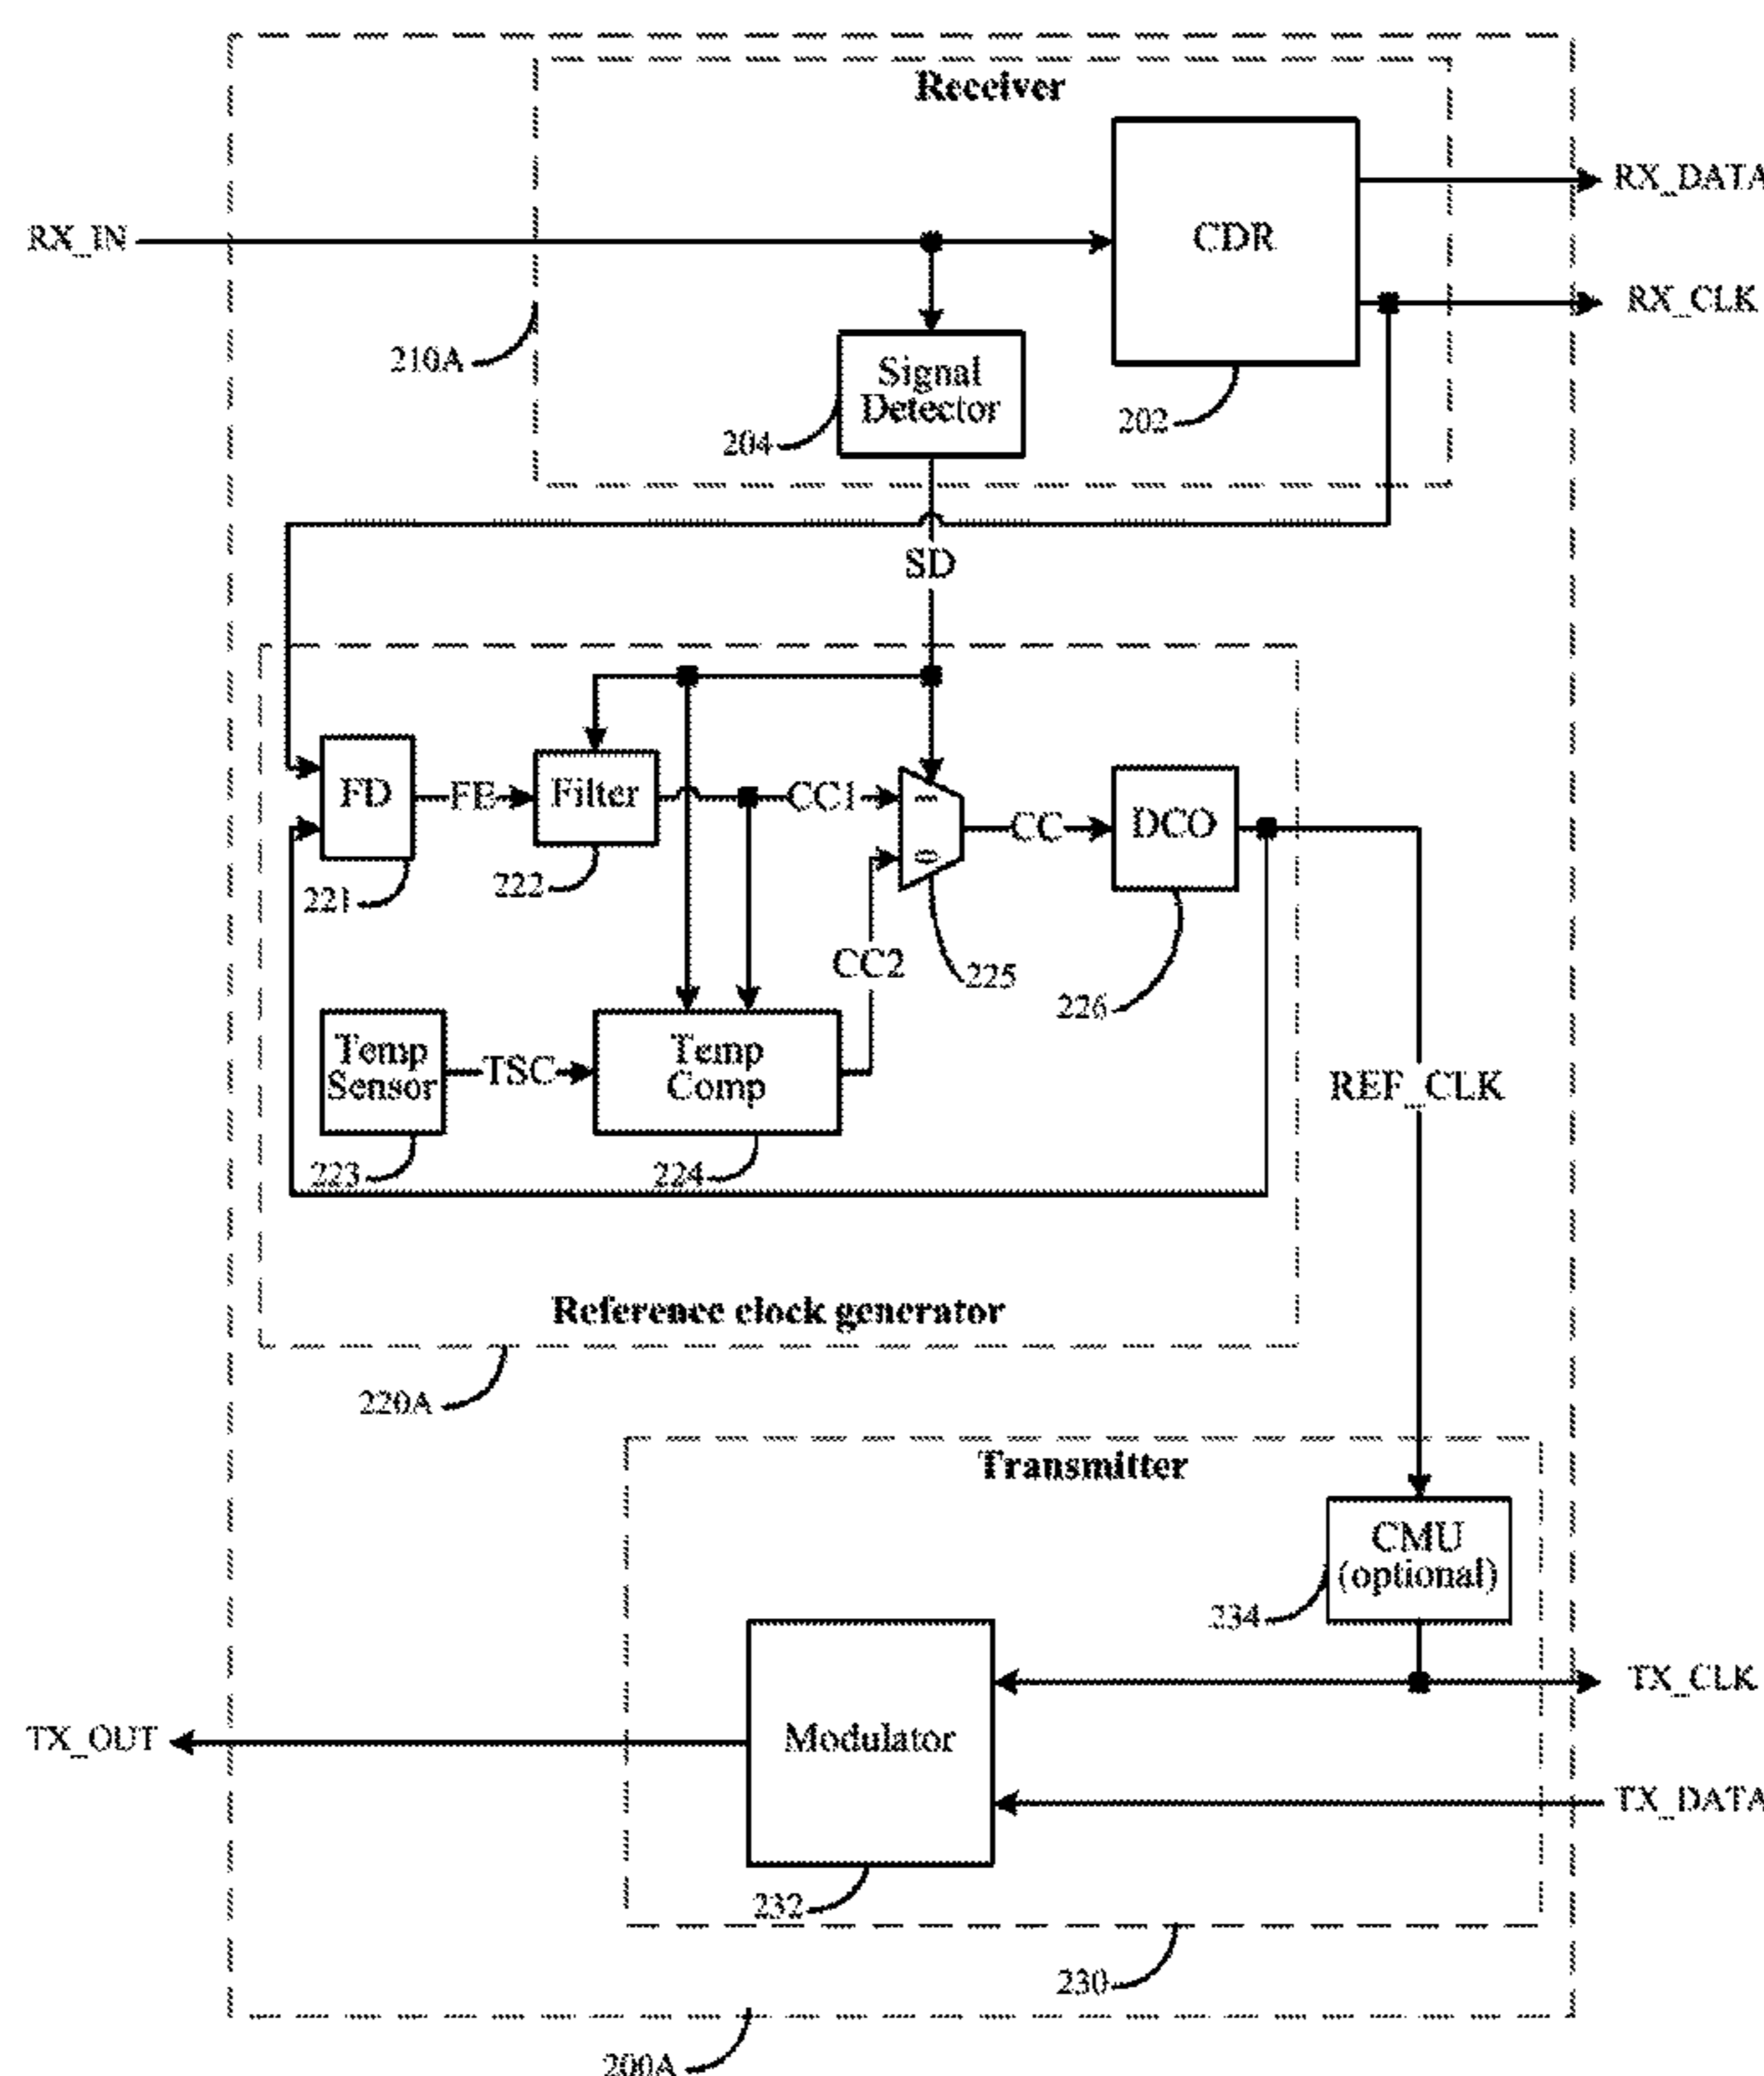 Receiver
RX_DATA
RX_IN
CDR
RX_CLK
210A
Signal
Detector
204
202
SD
FD
FE
Filter
CC1
1
CC
DCO
0
221
222
CC2
225
226
Temp
Sensor
TSC
Temp
Comp
REF_CLK
223
224
Reference clock generator
220A
Transmitter
CMU
(optional)
234
TX_CLK
TX_OUT
Modulator
TX_DATA
232
230
200A